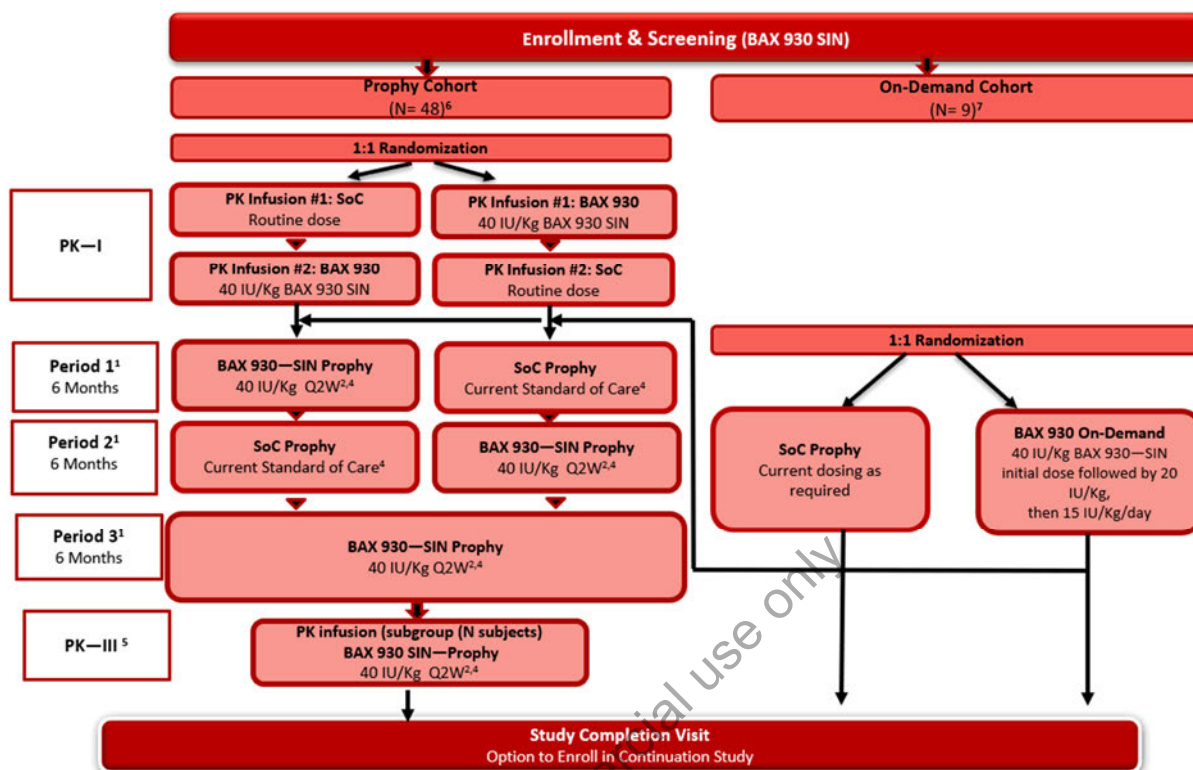 Enrollment & Screening (BAX 930 SIN)
Prophy Cohort
(N= 48)⁶
On-Demand Cohort
(N= 9)⁷
1:1 Randomization
PK—I
PK Infusion #1: SoC
Routine dose
PK Infusion #1: BAX 930
40 IU/Kg BAX 930 SIN
PK Infusion #2: BAX 930
40 IU/Kg BAX 930 SIN
PK Infusion #2: SoC
Routine dose
1:1 Randomization
Period 1¹
6 Months
BAX 930—SIN Prophy
40 IU/Kg Q2W²,⁴
SoC Prophy
Current Standard of Care⁴
Period 2¹
6 Months
SoC Prophy
Current Standard of Care⁴
BAX 930—SIN Prophy
40 IU/Kg Q2W²,⁴
SoC Prophy
Current dosing as
required
BAX 930 On-Demand
40 IU/Kg BAX 930—SIN
initial dose followed by 20
IU/Kg,
then 15 IU/Kg/day
Period 3¹
6 Months
BAX 930—SIN Prophy
40 IU/Kg Q2W²,⁴
PK—III ⁵
PK infusion (subgroup (N subjects)
BAX 930 SIN—Prophy
40 IU/Kg Q2W²,⁴
Study Completion Visit
Option to Enroll in Continuation Study
use only